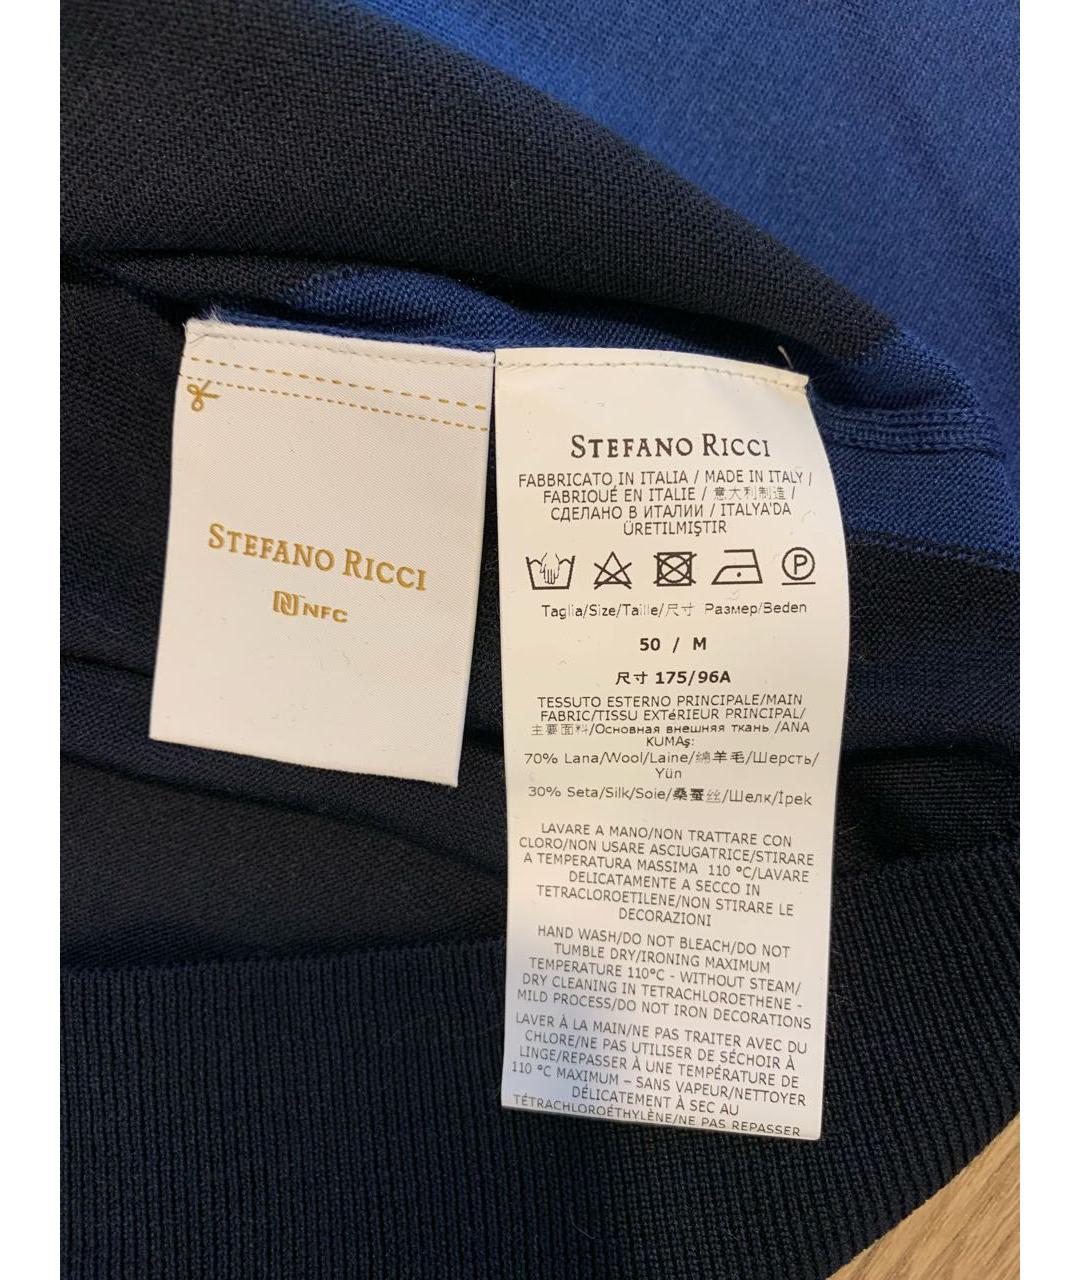 STEFANO RICCI
NFC
STEFANO RICCI
FABBRICATO IN ITALIA / MADE IN ITALY /
FABRIQUÉ EN ITALIE / 意大利制造 /
СДЕЛАНО В ИТАЛИИ / ITALYA'DA
ÜRETILMIŞTIR
P
Taglia/Size/Taille/尺寸 Размер/Beden
50 / M
尺寸 175/96A
TESSUTO ESTERNO PRINCIPALE/MAIN
FABRIC/TISSU EXTéRIEUR PRINCIPAL/
主要面料/Основная внешняя ткань /ANA
KUMAş:
70% Lana/Wool/Laine/绵羊毛/Шерсть/
Yün
30% Seta/Silk/Soie/桑蚕丝/Шелк/İpek
LAVARE A MANO/NON TRATTARE CON
CLORO/NON USARE ASCIUGATRICE/STIRARE
A TEMPERATURA MASSIMA 110 °C/LAVARE
DELICATAMENTE A SECCO IN
TETRACLOROETILENE/NON STIRARE LE
DECORAZIONI
HAND WASH/DO NOT BLEACH/DO NOT
TUMBLE DRY/IRONING MAXIMUM
TEMPERATURE 110°C - WITHOUT STEAM/
DRY CLEANING IN TETRACHLOROETHENE -
MILD PROCESS/DO NOT IRON DECORATIONS
LAVER À LA MAIN/NE PAS TRAITER AVEC DU
CHLORE/NE PAS UTILISER DE SÉCHOIR À
LINGE/REPASSER À UNE TEMPÉRATURE DE
110 °C MAXIMUM – SANS VAPEUR/NETTOYER
DÉLICATEMENT À SEC AU
TÉTRACHLOROÉTHYLÈNE/NE PAS REPASSER